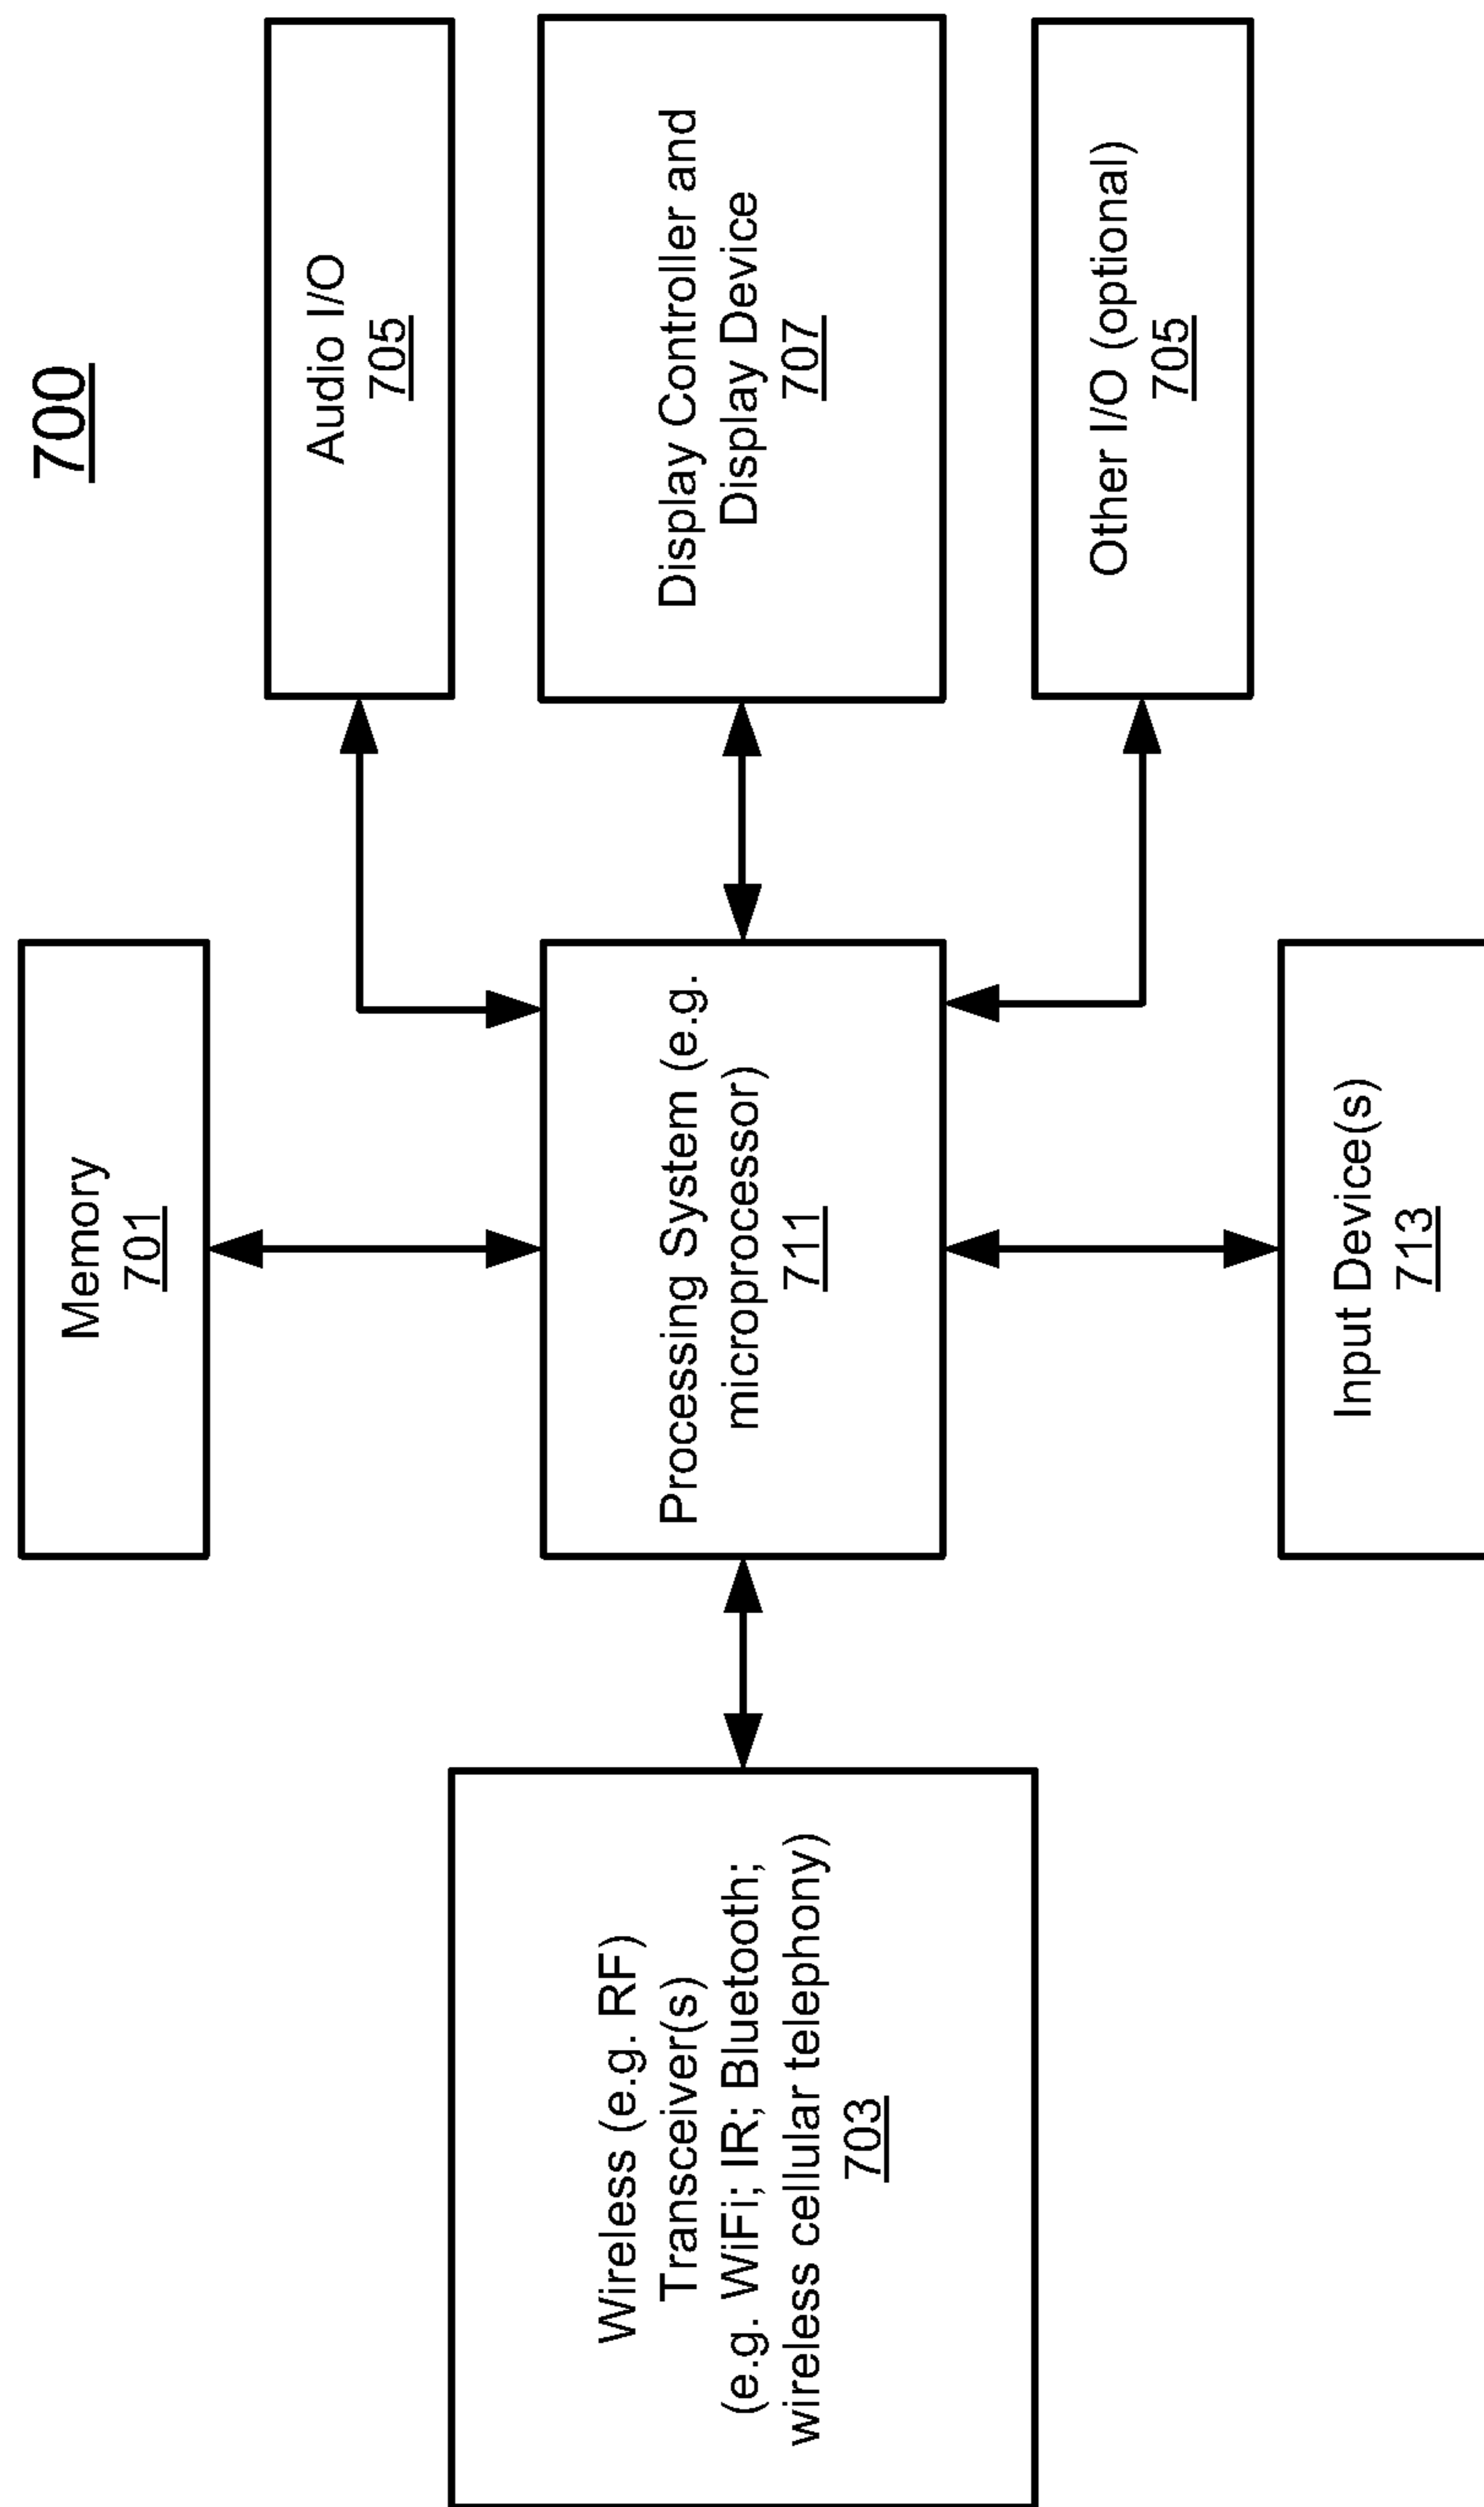 700
Memory
701
Audio I/O
705
Wireless (e.g. RF)
Transceiver(s)
(e.g. WiFi; IR; Bluetooth;
wireless cellular telephony)
703
Processing System (e.g.
microprocessor)
711
Display Controller and
Display Device
707
Other I/O (optional)
705
Input Device(s)
713